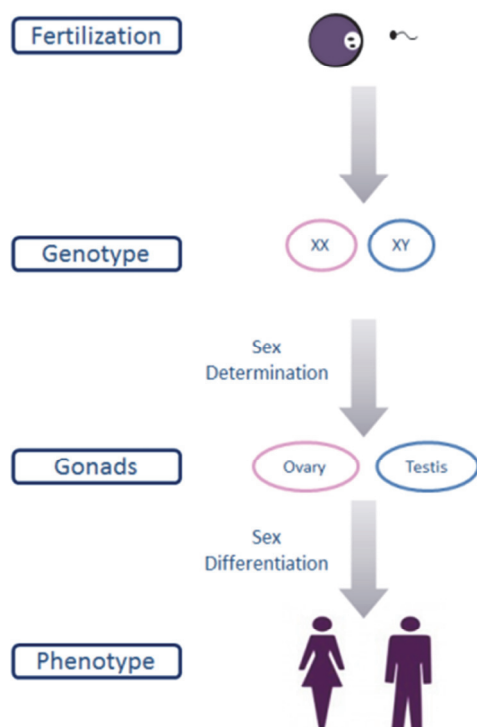 Fertilization
Genotype
XX
XY
Sex
Determination
Gonads
Ovary
Testis
Sex
Differentiation
Phenotype